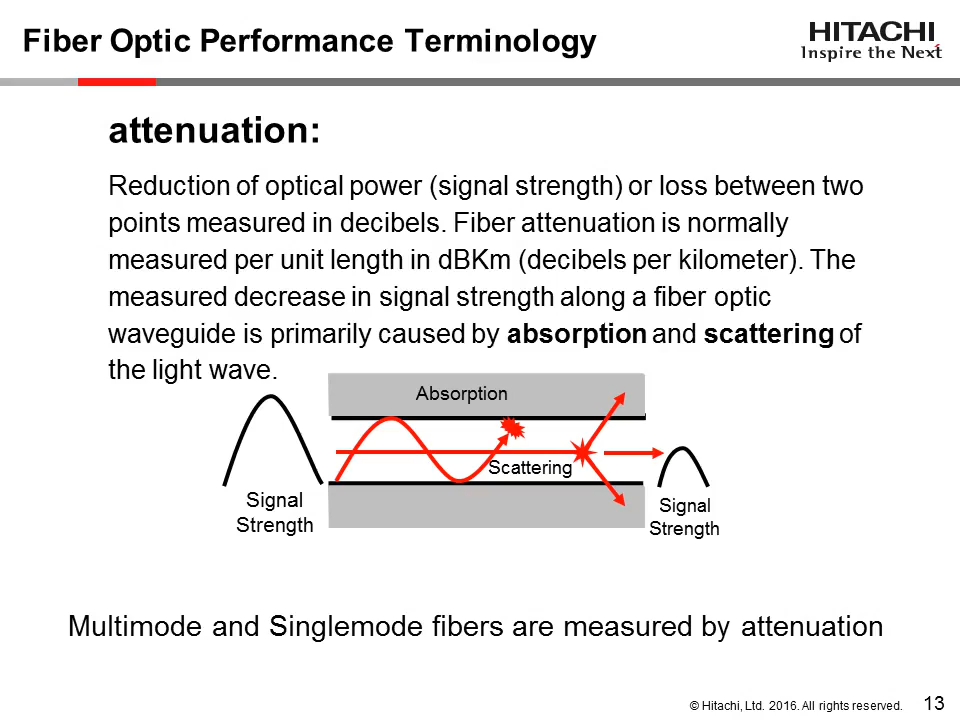 Fiber Optic Performance Terminology
HITACHI
Inspire the Next
attenuation:
Reduction of optical power (signal strength) or loss between two
points measured in decibels. Fiber attenuation is normally
measured per unit length in dBKm (decibels per kilometer). The
measured decrease in signal strength along a fiber optic
waveguide is primarily caused by absorption and scattering of
the light wave.
Absorption
Scattering
Signal
Strength
Signal
Strength
Multimode and Singlemode fibers are measured by attenuation
© Hitachi, Ltd. 2016. All rights reserved.
13